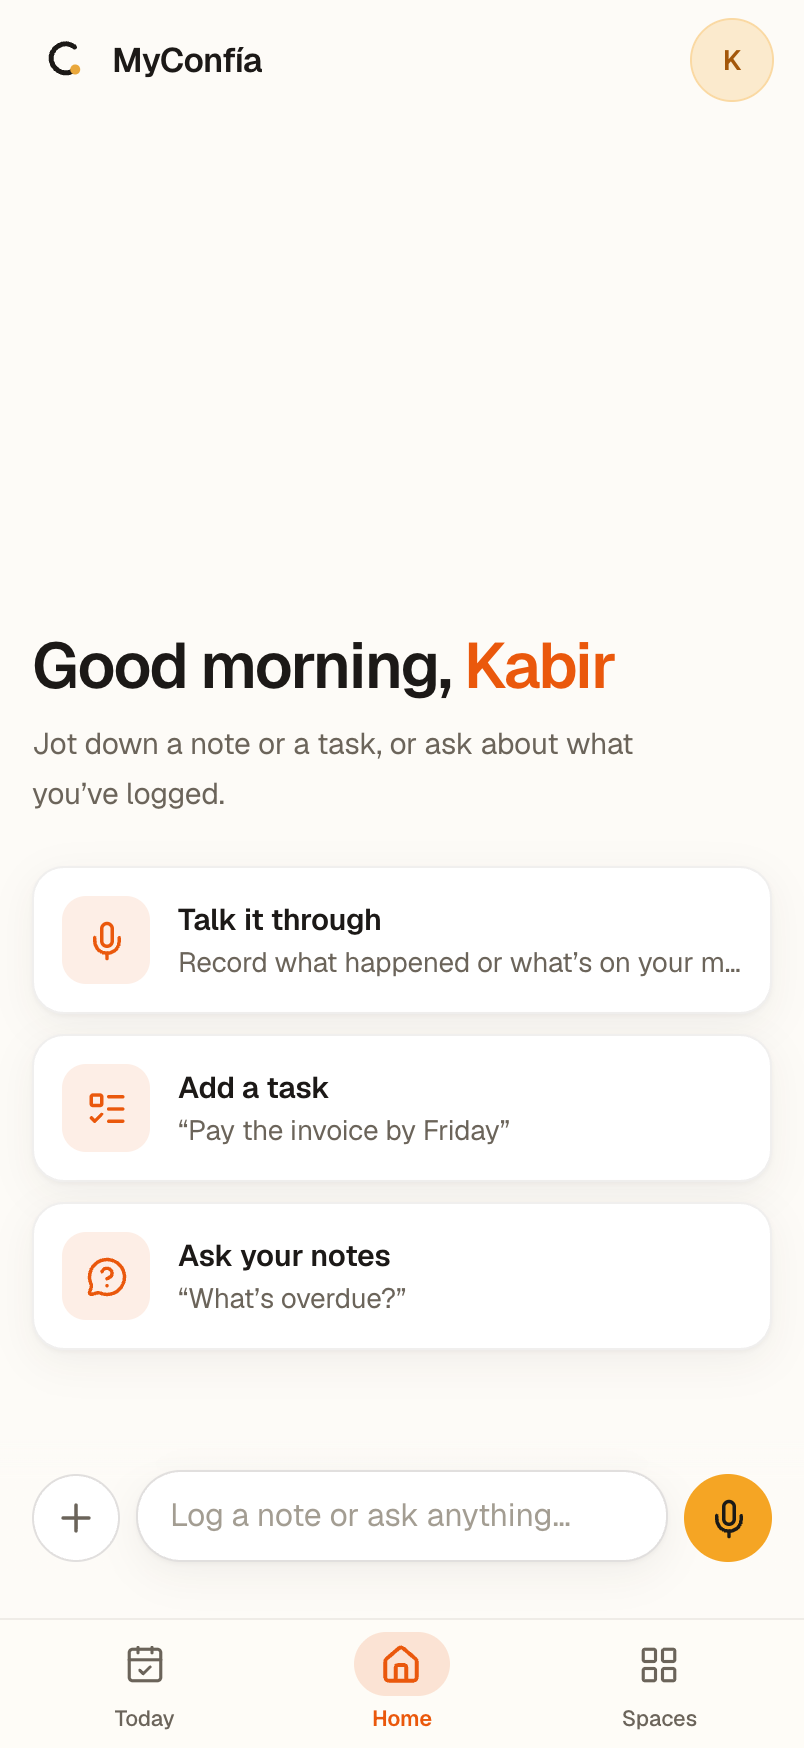 MyConfía
K
Good morning, Kabir
Jot down a note or a task, or ask about what
you’ve logged.
Talk it through
Record what happened or what’s on your m...
Add a task
“Pay the invoice by Friday”
Ask your notes
“What’s overdue?”
Log a note or ask anything...
Today
Home
Spaces